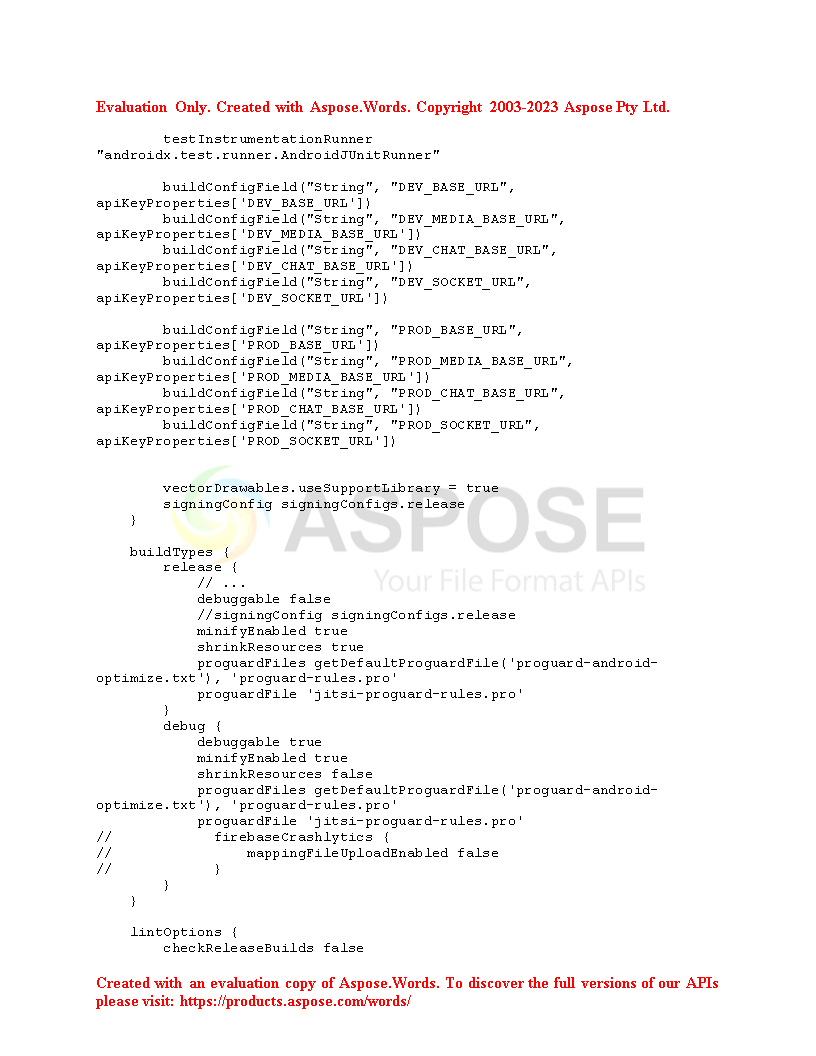 Evaluation Only. Created with Aspose.Words. Copyright 2003-2023 Aspose Pty Ltd.
        testInstrumentationRunner
"androidx.test.runner.AndroidJUnitRunner"
        buildConfigField("String", "DEV_BASE_URL",
apiKeyProperties['DEV_BASE_URL'])
        buildConfigField("String", "DEV_MEDIA_BASE_URL",
apiKeyProperties['DEV_MEDIA_BASE_URL'])
        buildConfigField("String", "DEV_CHAT_BASE_URL",
apiKeyProperties['DEV_CHAT_BASE_URL'])
        buildConfigField("String", "DEV_SOCKET_URL",
apiKeyProperties['DEV_SOCKET_URL'])
        buildConfigField("String", "PROD_BASE_URL",
apiKeyProperties['PROD_BASE_URL'])
        buildConfigField("String", "PROD_MEDIA_BASE_URL",
apiKeyProperties['PROD_MEDIA_BASE_URL'])
        buildConfigField("String", "PROD_CHAT_BASE_URL",
apiKeyProperties['PROD_CHAT_BASE_URL'])
        buildConfigField("String", "PROD_SOCKET_URL",
apiKeyProperties['PROD_SOCKET_URL'])
        vectorDrawables.useSupportLibrary = true
        signingConfig signingConfigs.release
    }
ASPOSE
Your File Format APIs
    buildTypes {
        release {
            // ...
            debuggable false
            //signingConfig signingConfigs.release
            minifyEnabled true
            shrinkResources true
            proguardFiles getDefaultProguardFile('proguard-android-
optimize.txt'), 'proguard-rules.pro'
            proguardFile 'jitsi-proguard-rules.pro'
        }
        debug {
            debuggable true
            minifyEnabled true
            shrinkResources false
            proguardFiles getDefaultProguardFile('proguard-android-
optimize.txt'), 'proguard-rules.pro'
            proguardFile 'jitsi-proguard-rules.pro'
//            firebaseCrashlytics {
//                mappingFileUploadEnabled false
//            }
        }
    }
    lintOptions {
        checkReleaseBuilds false
Created with an evaluation copy of Aspose.Words. To discover the full versions of our APIs
please visit: https://products.aspose.com/words/